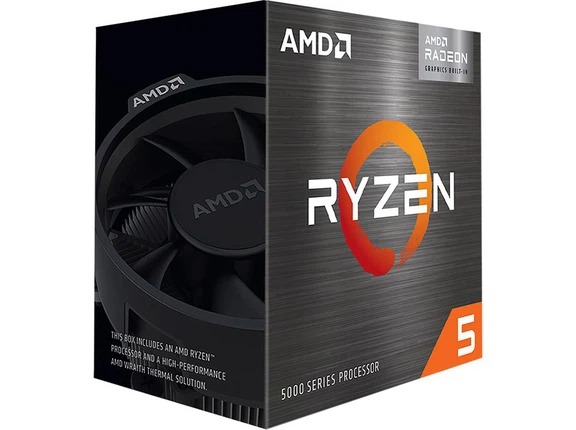 AMD
AMD
THIS BOX INCLUDES AN AMD RYZEN™
PROCESSOR AND A HIGH-PERFORMANCE
AMD WRAITH THERMAL SOLUTION.
AMD
AMD
RADEON
GRAPHICS BUILT-IN
RYZEN
5
5000 SERIES PROCESSOR